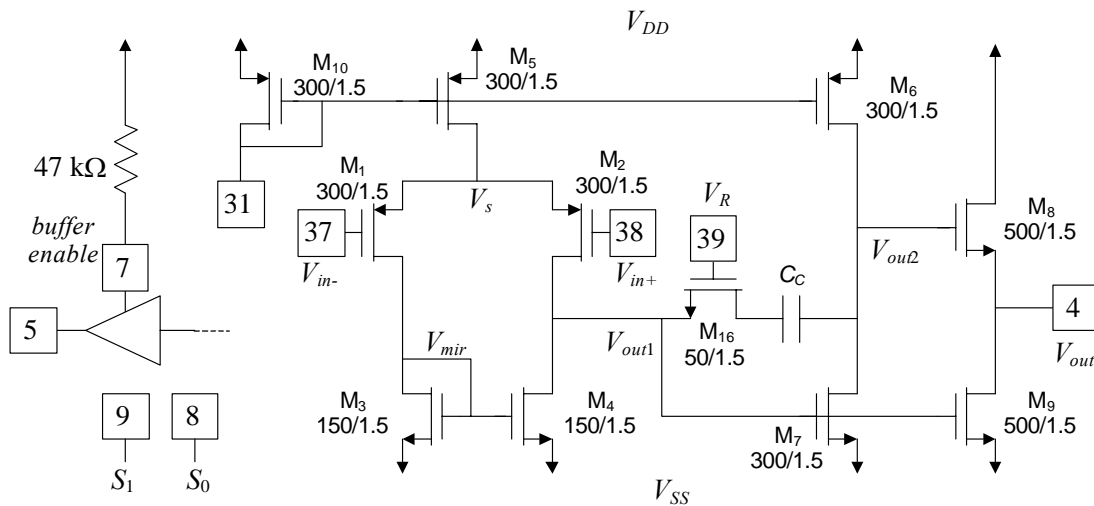 V_DD
M10
300/1.5
M5
300/1.5
M6
300/1.5
47 kΩ
31
M1
300/1.5
M2
300/1.5
V_s
V_R
M8
500/1.5
buffer
enable
7
37
38
39
V_in-
V_in+
C_C
V_out2
5
V_mir
V_out1
M16
50/1.5
4
V_out
9
8
M3
150/1.5
M4
150/1.5
M7
300/1.5
M9
500/1.5
S1
S0
V_SS